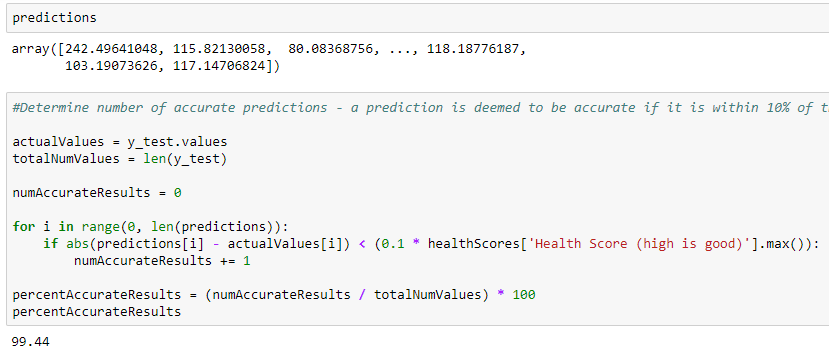 predictions
array([242.49641048, 115.82130058,  80.08368756, ..., 118.18776187,
       103.19073626, 117.14706824])
#Determine number of accurate predictions - a prediction is deemed to be accurate if it is within 10% of t
actualValues = y_test.values
totalNumValues = len(y_test)
numAccurateResults = 0
for i in range(0, len(predictions)):
    if abs(predictions[i] - actualValues[i]) < (0.1 * healthScores['Health Score (high is good)'].max()):
        numAccurateResults += 1
percentAccurateResults = (numAccurateResults / totalNumValues) * 100
percentAccurateResults
99.44